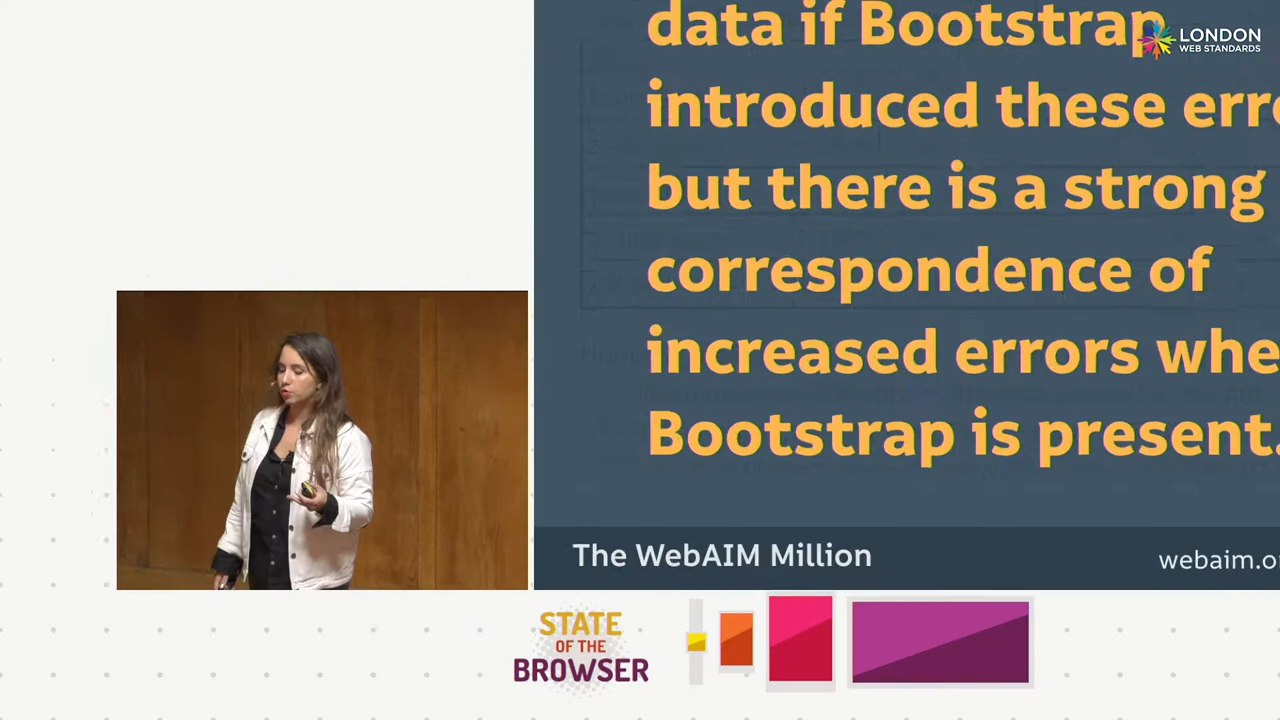 data if Bootstrap
introduced these erro
but there is a strong
correspondence of
increased errors whe
Bootstrap is present.
The WebAIM Million
webaim.o
LONDON
WEB STANDARDS
STATE
OF THE
BROWSER